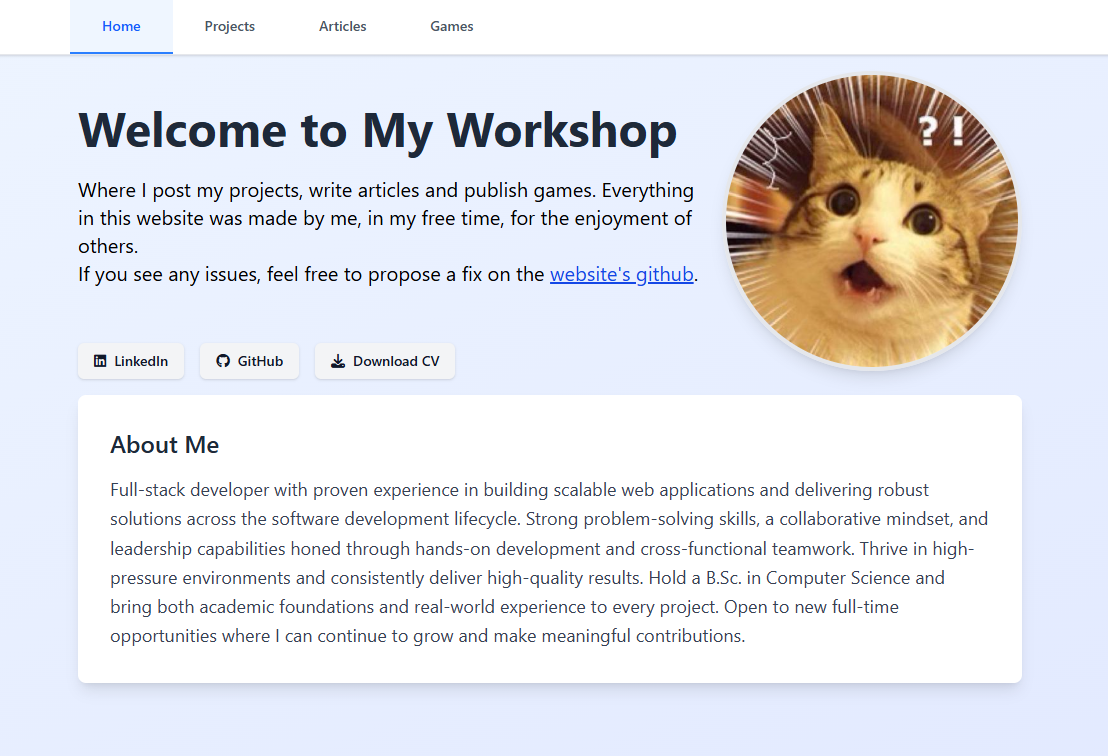 Home Projects Articles Games
Welcome to My Workshop
? !
Where I post my projects, write articles and publish games. Everything
in this website was made by me, in my free time, for the enjoyment of
others.
If you see any issues, feel free to propose a fix on the website's github.
LinkedIn GitHub Download CV
About Me
Full-stack developer with proven experience in building scalable web applications and delivering robust
solutions across the software development lifecycle. Strong problem-solving skills, a collaborative mindset, and
leadership capabilities honed through hands-on development and cross-functional teamwork. Thrive in high-
pressure environments and consistently deliver high-quality results. Hold a B.Sc. in Computer Science and
bring both academic foundations and real-world experience to every project. Open to new full-time
opportunities where I can continue to grow and make meaningful contributions.